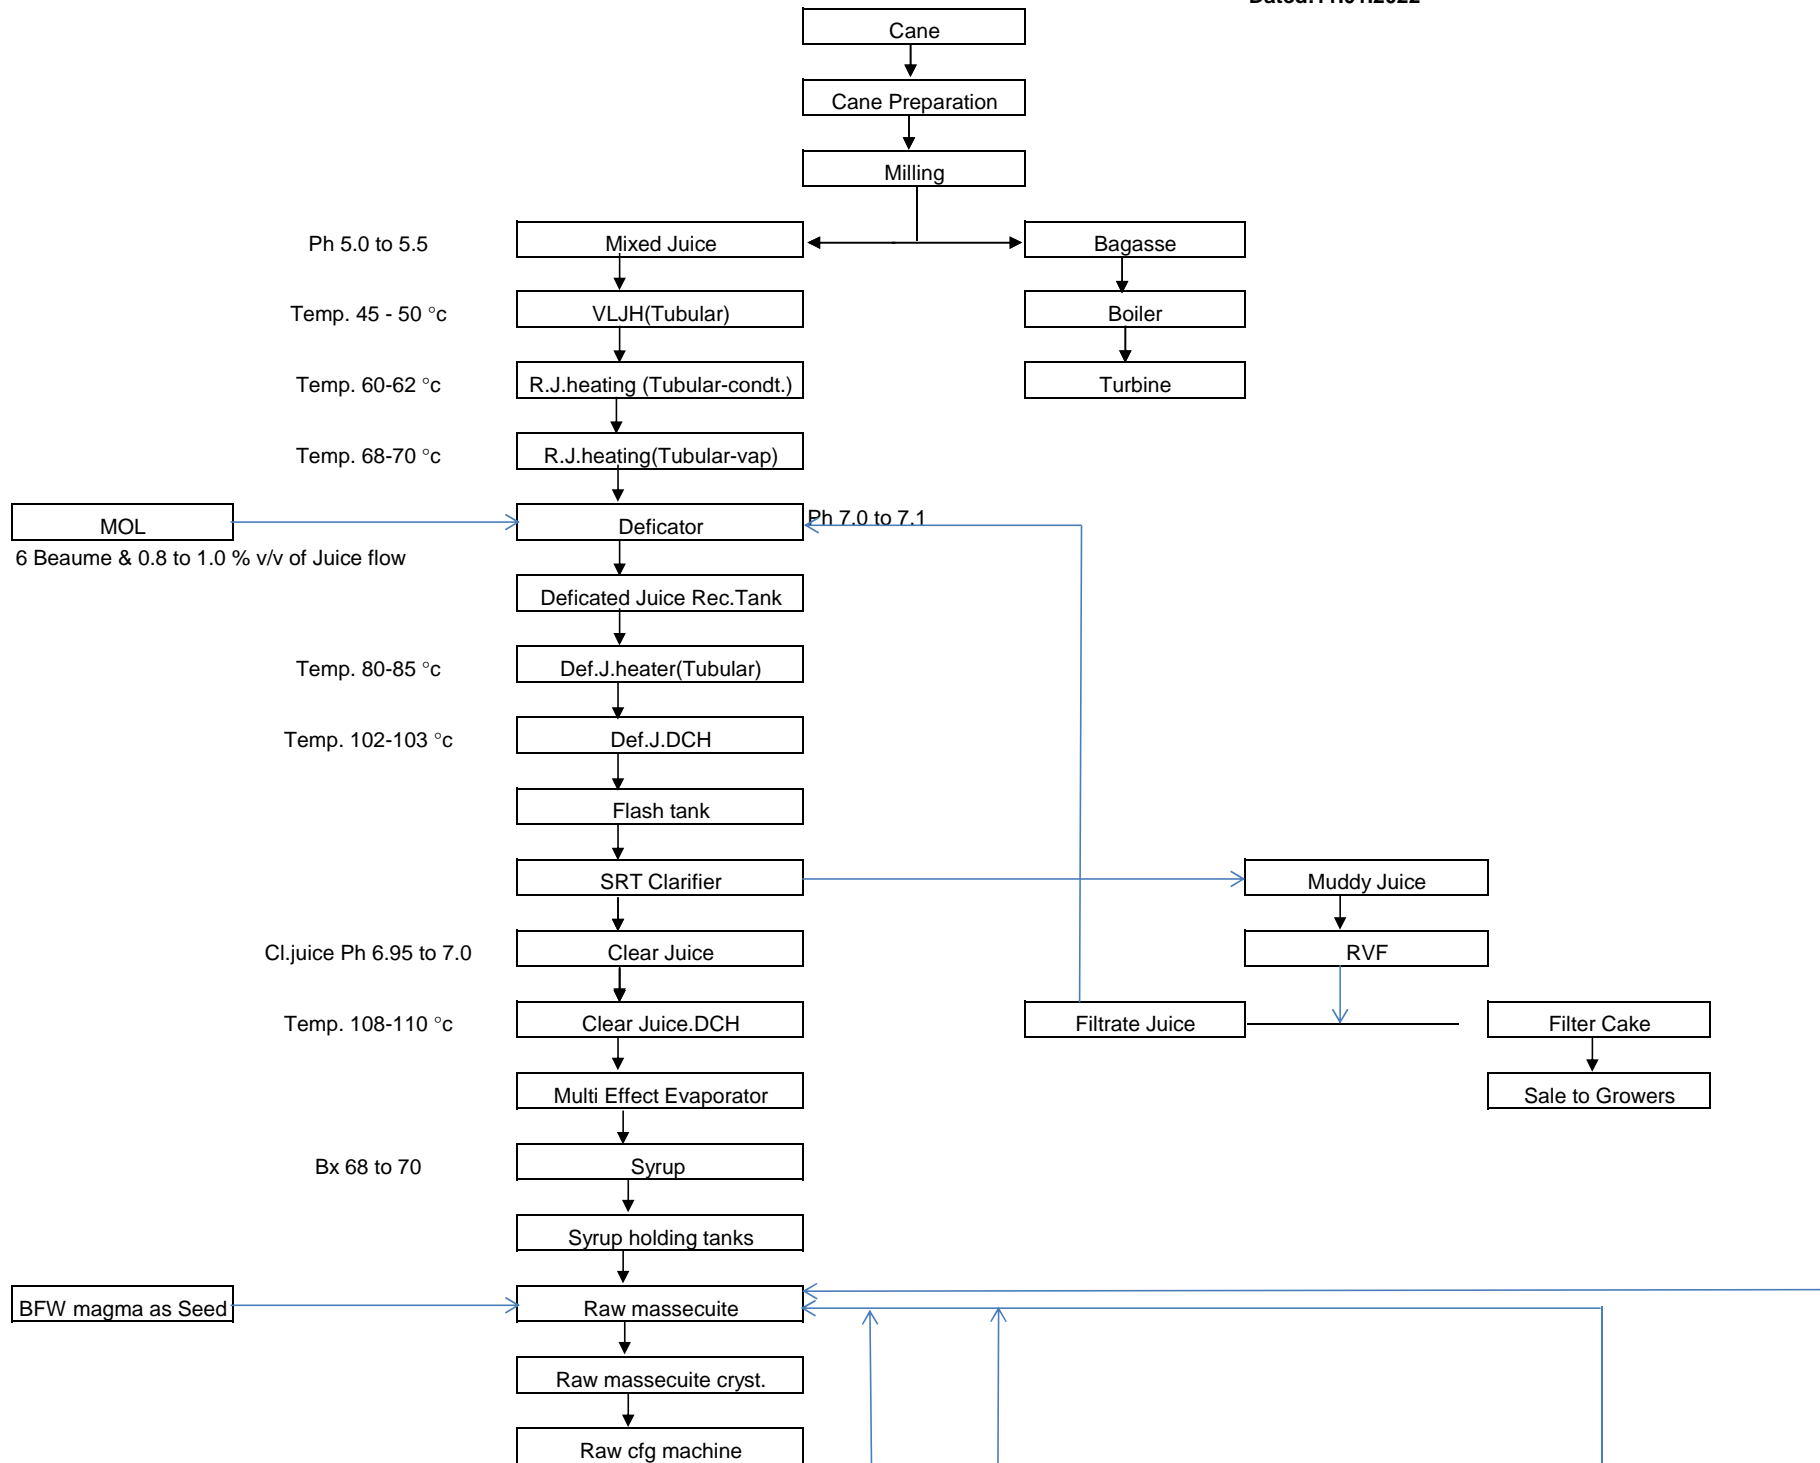 Cane
Cane Preparation
Milling
Ph 5.0 to 5.5
Mixed Juice
Bagasse
Temp. 45 - 50 °c
VLJH(Tubular)
Boiler
Temp. 60-62 °c
R.J.heating (Tubular-condt.)
Turbine
Temp. 68-70 °c
R.J.heating(Tubular-vap)
MOL
Deficator
Ph 7.0 to 7.1
6 Beaume & 0.8 to 1.0 % v/v of Juice flow
Deficated Juice Rec.Tank
Temp. 80-85 °c
Def.J.heater(Tubular)
Temp. 102-103 °c
Def.J.DCH
Flash tank
SRT Clarifier
Muddy Juice
Cl.juice Ph 6.95 to 7.0
Clear Juice
RVF
Temp. 108-110 °c
Clear Juice.DCH
Filtrate Juice
Filter Cake
Multi Effect Evaporator
Sale to Growers
Bx 68 to 70
Syrup
Syrup holding tanks
BFW magma as Seed
Raw massecuite
Raw massecuite cryst.
Raw cfg machine